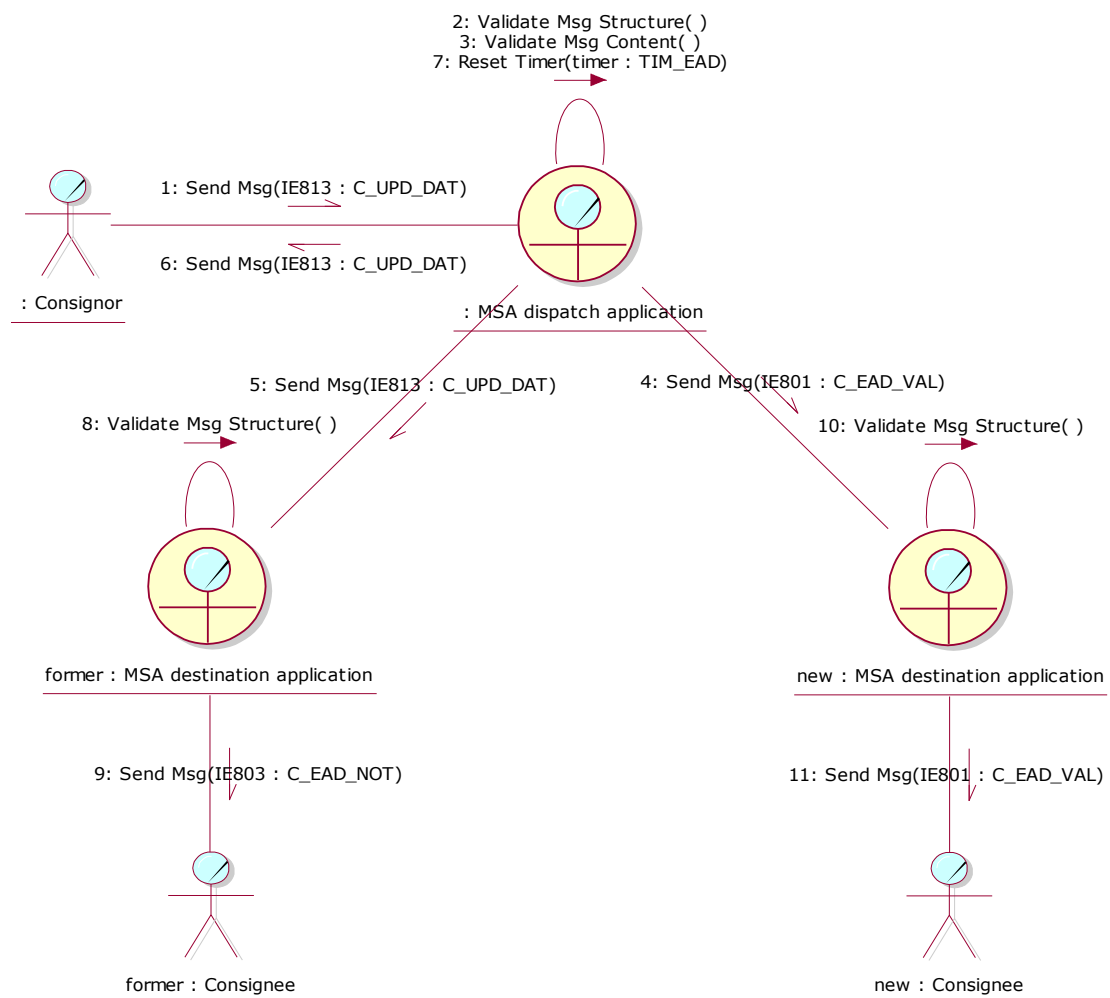 2: Validate Msg Structure( )
3: Validate Msg Content( )
7: Reset Timer(timer : TIM_EAD)
1: Send Msg(IE813 : C_UPD_DAT)
6: Send Msg(IE813 : C_UPD_DAT)
: Consignor
: MSA dispatch application
5: Send Msg(IE813 : C_UPD_DAT)
4: Send Msg(IE801 : C_EAD_VAL)
8: Validate Msg Structure( )
10: Validate Msg Structure( )
former : MSA destination application
new : MSA destination application
9: Send Msg(IE803 : C_EAD_NOT)
11: Send Msg(IE801 : C_EAD_VAL)
former : Consignee
new : Consignee